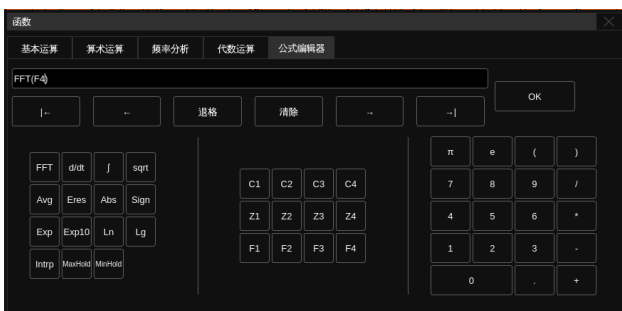 函数
基本运算 算术运算 频率分析 代数运算 公式编辑器
FFT(F4)
|← ← 退格 清除 → →| OK
FFT d/dt ∫ sqrt
Avg Eres Abs Sign
Exp Exp10 Ln Lg
Intrp MaxHold MinHold
C1 C2 C3 C4
Z1 Z2 Z3 Z4
F1 F2 F3 F4
π e ( )
7 8 9 /
4 5 6 *
1 2 3 -
0 . +